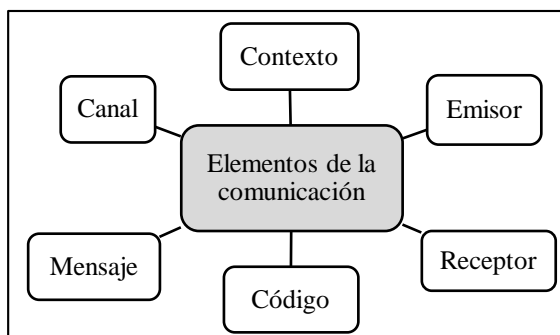 Contexto
Canal
Emisor
Elementos de la
comunicación
Mensaje
Receptor
Código